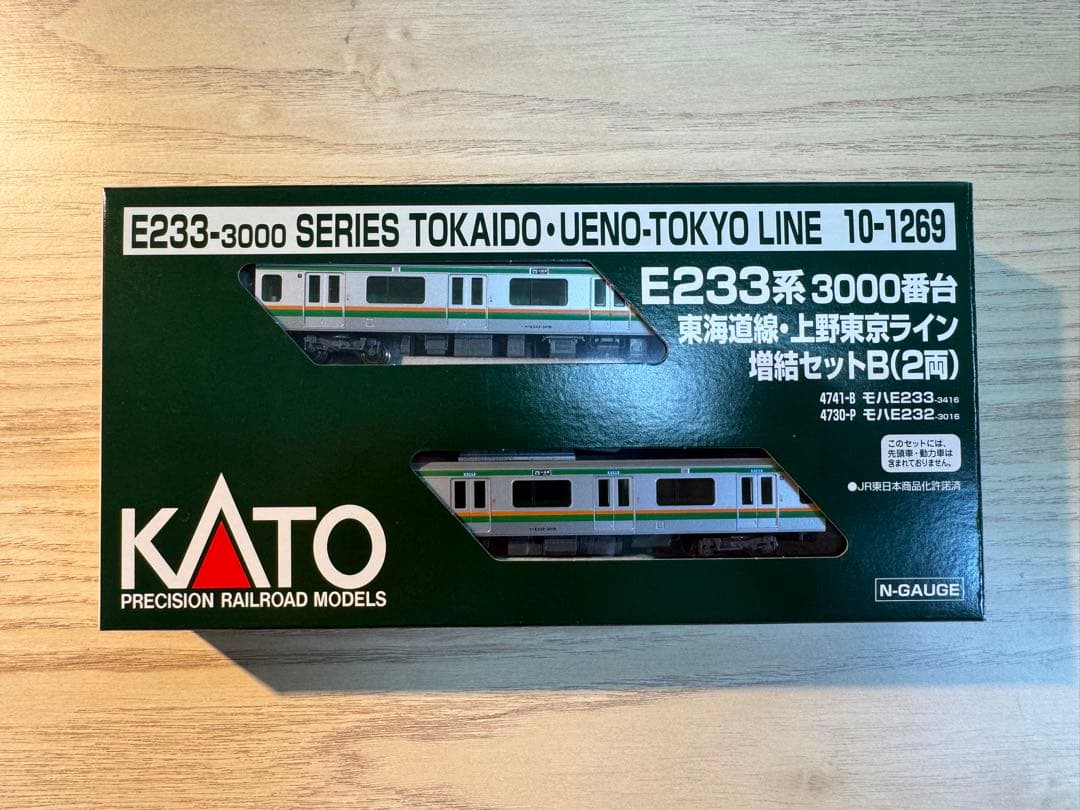 E233-3000 SERIES TOKAIDO・UENO-TOKYO LINE 10-1269
E233系 3000番台
東海道線・上野東京ライン
増結セットB(2両)
4741-B モハE233-3416
4730-P モハE232-3016
このセットには、
先頭車・動力車は
含まれておりません。
●JR東日本商品化許諾済
KATO
PRECISION RAILROAD MODELS
N-GAUGE